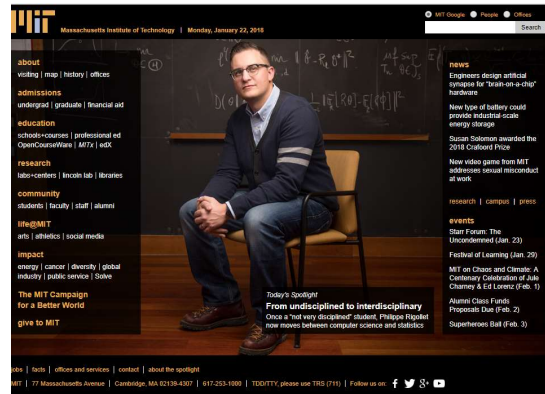 MIT
Massachusetts Institute of Technology | Monday, January 22, 2018
MIT Google People Offices
Search
about
visiting | map | history | offices
admissions
undergrad | graduate | financial aid
education
schools+courses | professional ed
OpenCourseWare | MITx | edX
research
labs+centers | lincoln lab | libraries
community
students | faculty | staff | alumni
life@MIT
arts | athletics | social media
impact
energy | cancer | diversity | global
industry | public service | Solve
The MIT Campaign
for a Better World
give to MIT
Today's Spotlight
From undisciplined to interdisciplinary
Once a "not very disciplined" student, Philippe Rigollet
now moves between computer science and statistics
news
Engineers design artificial
synapse for "brain-on-a-chip"
hardware
New type of battery could
provide industrial-scale
energy storage
Susan Solomon awarded the
2018 Crafoord Prize
New video game from MIT
addresses sexual misconduct
at work
research | campus | press
events
Starr Forum: The
Uncondemned (Jan. 23)
Festival of Learning (Jan. 29)
MIT on Chaos and Climate: A
Centenary Celebration of Jule
Charney & Ed Lorenz (Feb. 1)
Alumni Class Funds
Proposals Due (Feb. 2)
Superheroes Ball (Feb. 3)
jobs | facts | offices and services | contact | about the spotlight
MIT | 77 Massachusetts Avenue | Cambridge, MA 02139-4307 | 617-253-1000 | TDD/TTY, please use TRS (711) | Follow us on: